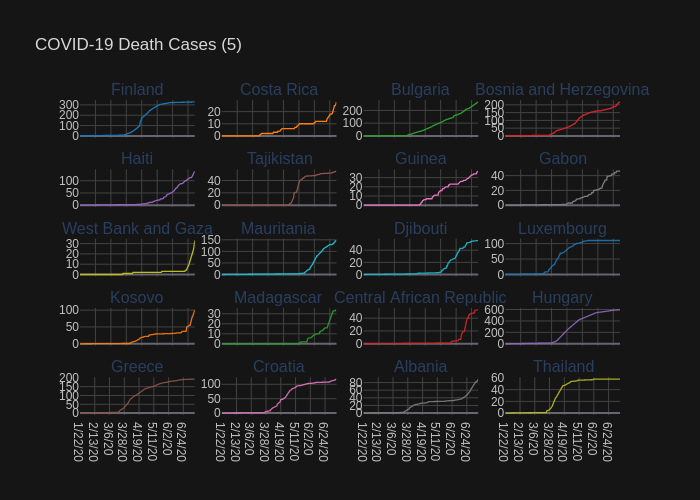 COVID-19 Death Cases (5)
Finland Costa Rica Bulgaria Bosnia and Herzegovina
300 200 100 0
20 10 0
200 100 0
200 150 100 50 0
Haiti Tajikistan Guinea Gabon
100 50 0
40 20 0
30 20 10 0
40 20 0
West Bank and Gaza Mauritania Djibouti Luxembourg
30 20 10 0
150 100 50 0
40 20 0
100 50 0
Kosovo Madagascar Central African Republic Hungary
100 50 0
30 20 10 0
40 20 0
600 400 200 0
Greece Croatia Albania Thailand
200 150 100 50 0
100 50 0
80 60 40 20 0
60 40 20 0
1/22/20 2/13/20 3/6/20 3/28/20 4/19/20 5/11/20 6/2/20 6/24/20
1/22/20 2/13/20 3/6/20 3/28/20 4/19/20 5/11/20 6/2/20 6/24/20
1/22/20 2/13/20 3/6/20 3/28/20 4/19/20 5/11/20 6/2/20 6/24/20
1/22/20 2/13/20 3/6/20 3/28/20 4/19/20 5/11/20 6/2/20 6/24/20